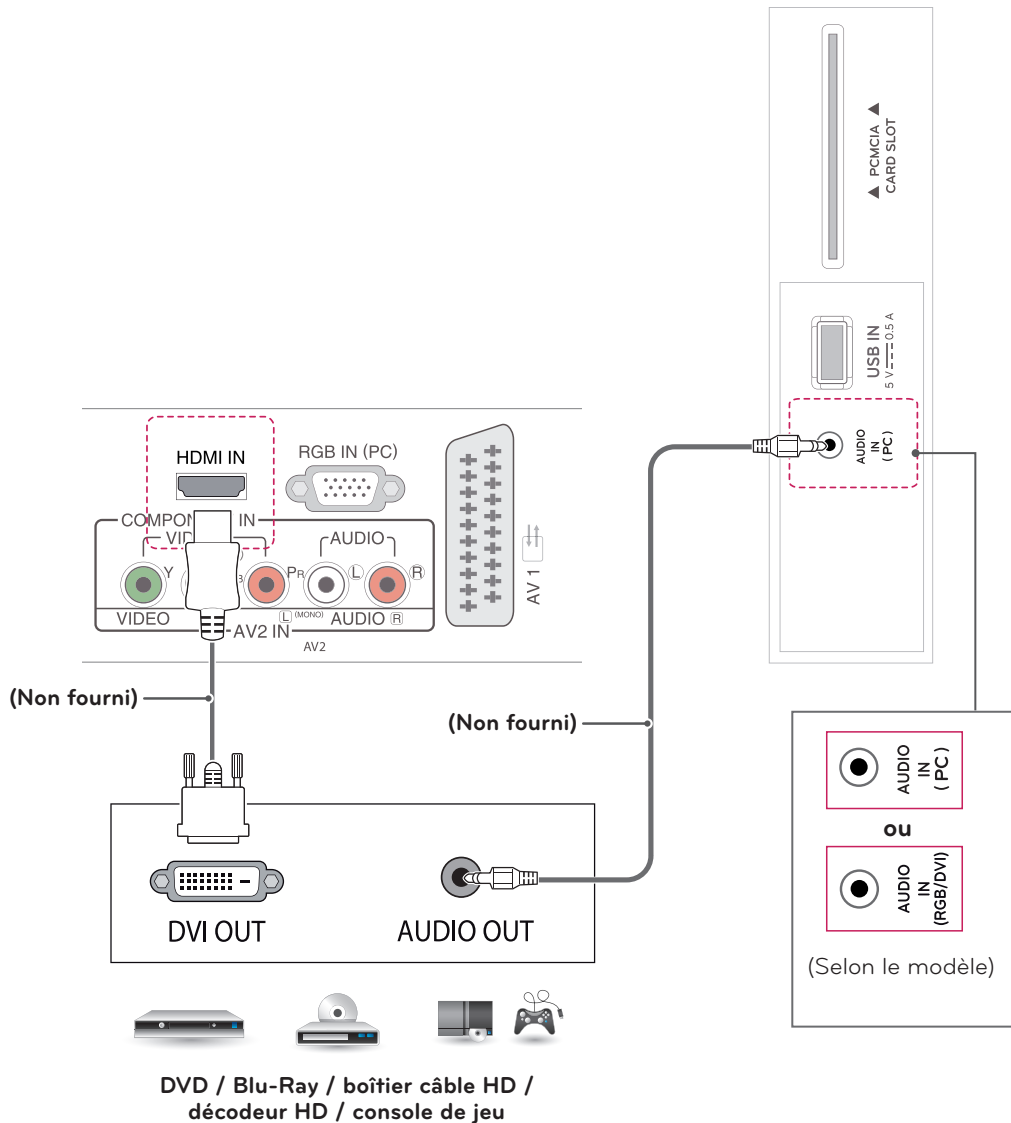 ▲ PCMCIA ▲
CARD SLOT
USB IN
5 V 0.5 A
AUDIO
IN
(PC)
HDMI IN
RGB IN (PC)
IN
AUDIO
Y
PR
L
R
VIDEO
L (MONO) AUDIO R
AV2 IN
AV2
AV 1
(Non fourni)
(Non fourni)
DVI OUT
AUDIO OUT
AUDIO
IN
(PC)
ou
AUDIO
IN
(RGB/DVI)
(Selon le modèle)
DVD / Blu-Ray / boîtier câble HD /
décodeur HD / console de jeu